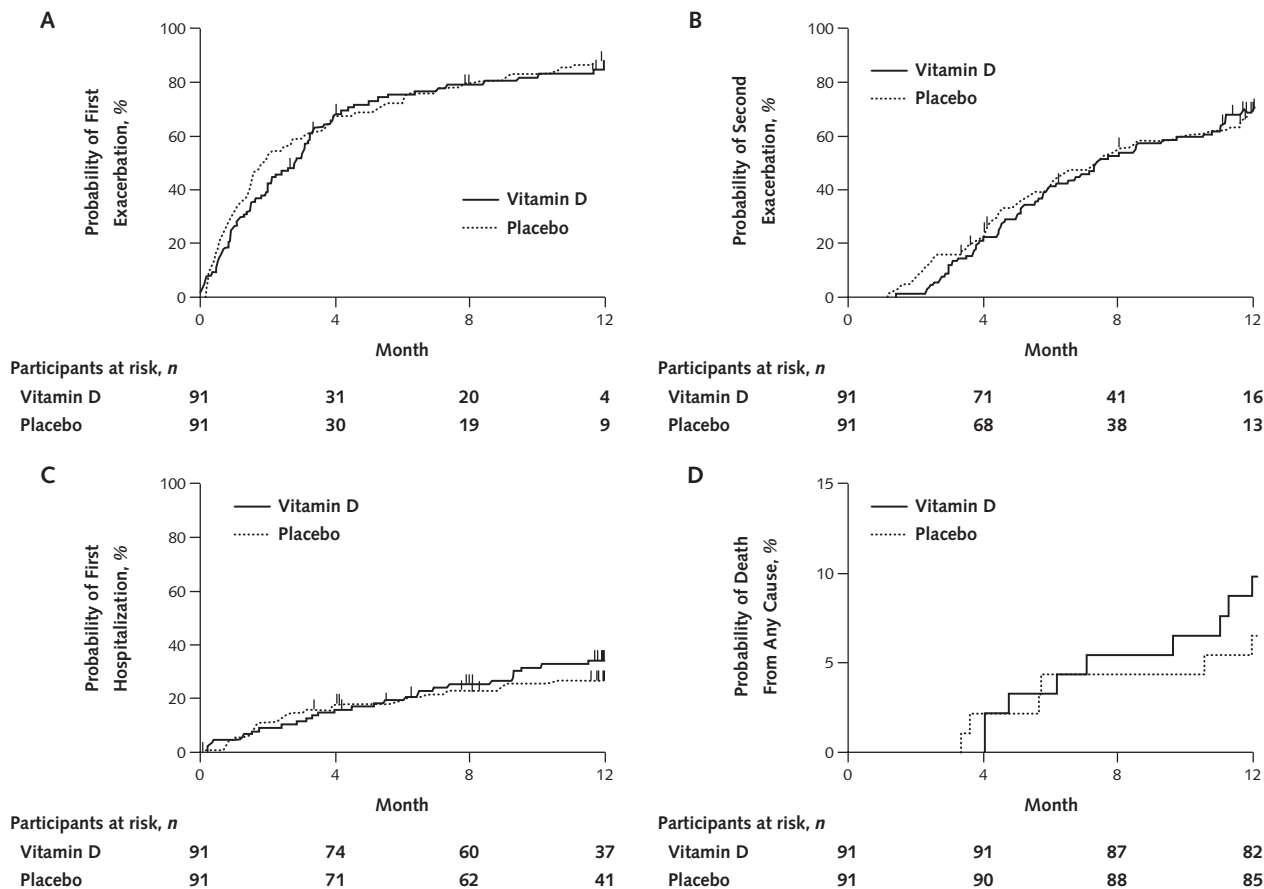 A
Probability of First
Exacerbation, %
100
80
60
40
20
0
0 4 8 12
Month
Vitamin D
Placebo
Participants at risk, n
Vitamin D 91 31 20 4
Placebo 91 30 19 9
B
Probability of Second
Exacerbation, %
100
80
60
40
20
0
0 4 8 12
Month
Vitamin D
Placebo
Participants at risk, n
Vitamin D 91 71 41 16
Placebo 91 68 38 13
C
Probability of First
Hospitalization, %
100
80
60
40
20
0
0 4 8 12
Month
Vitamin D
Placebo
Participants at risk, n
Vitamin D 91 74 60 37
Placebo 91 71 62 41
D
Probability of Death
From Any Cause, %
15
10
5
0
0 4 8 12
Month
Vitamin D
Placebo
Participants at risk, n
Vitamin D 91 91 87 82
Placebo 91 90 88 85